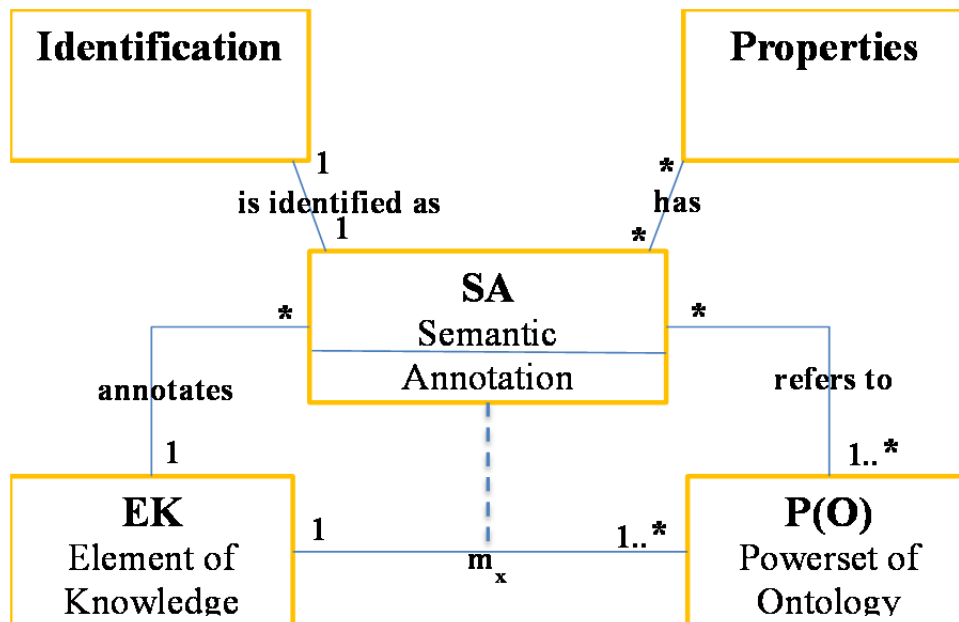 Identification
Properties
1
*
is identified as
has
1
*
SA
Semantic
Annotation
*
*
annotates
refers to
1
1..*
EK
Element of
Knowledge
1
1..*
m_x
P(O)
Powerset of
Ontology